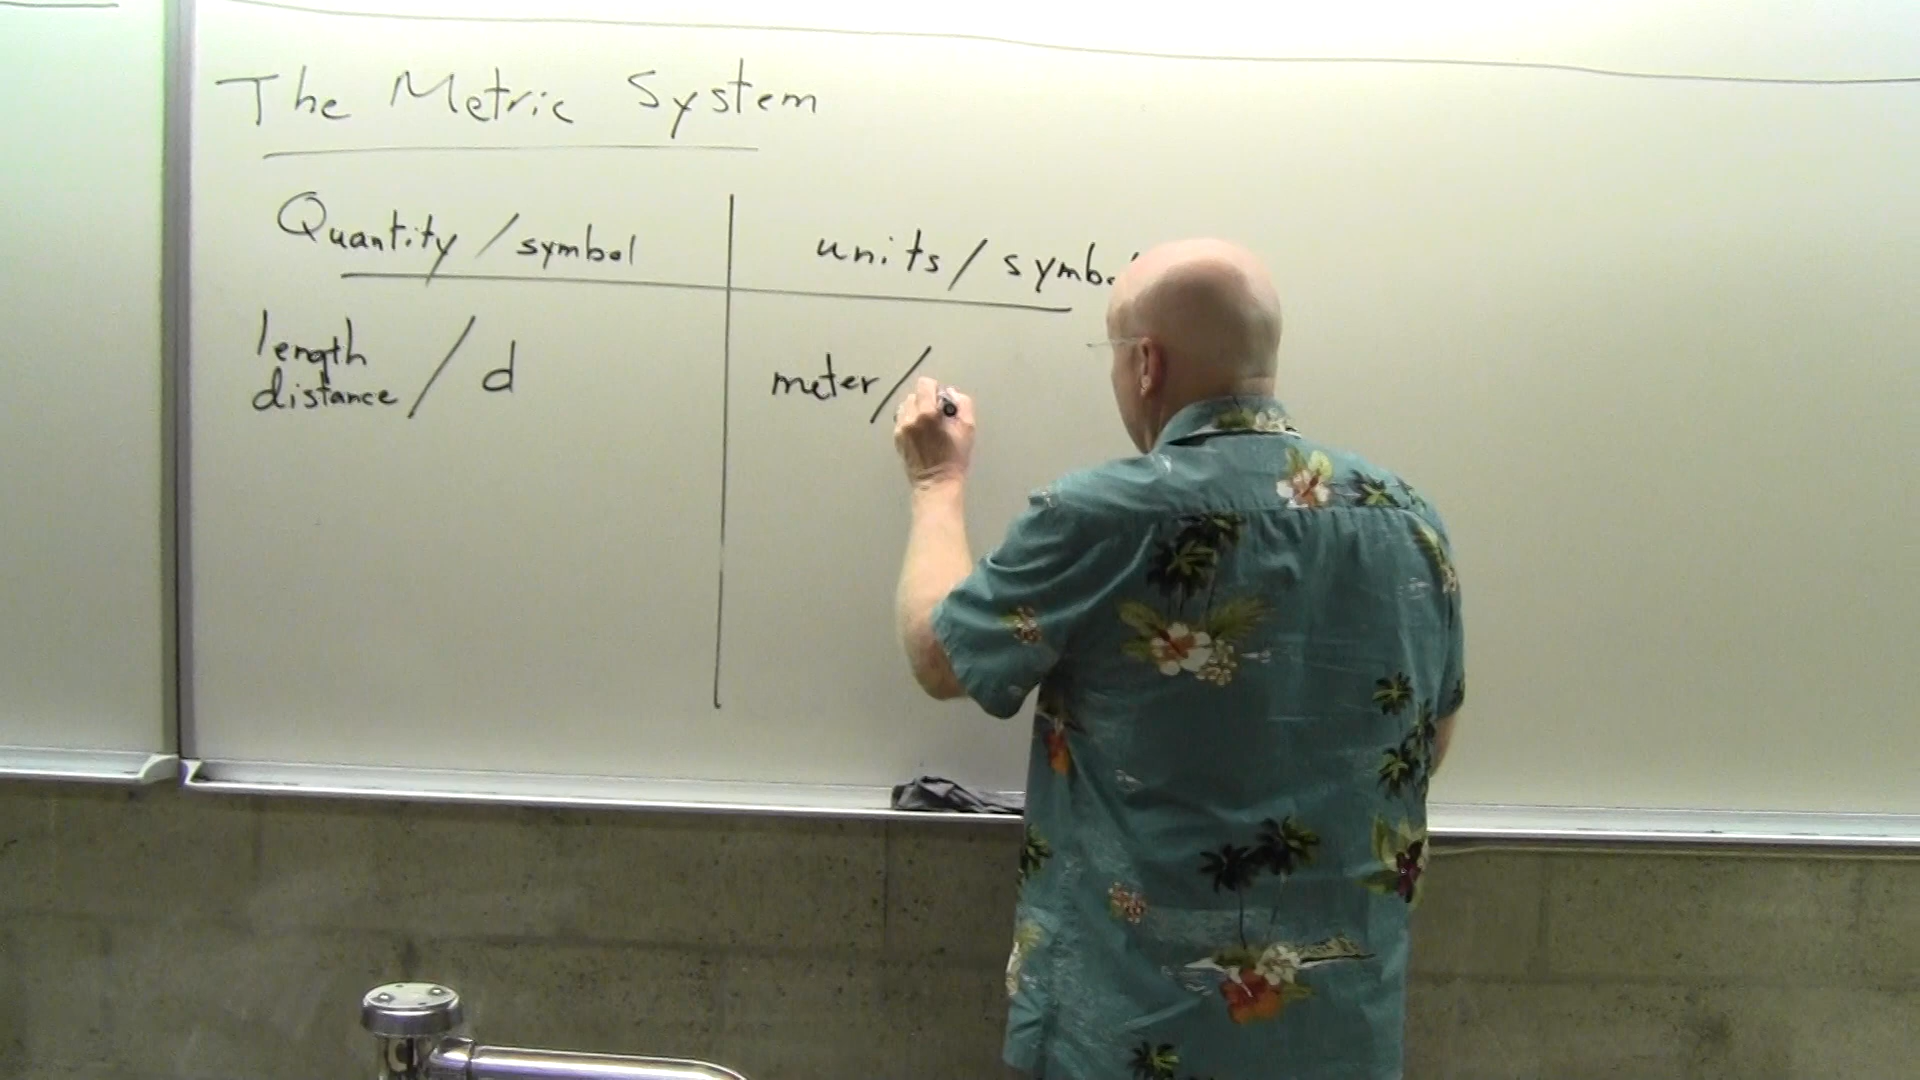 The Metric System
Quantity / symbol
units / symbol
length
distance / d
meter /